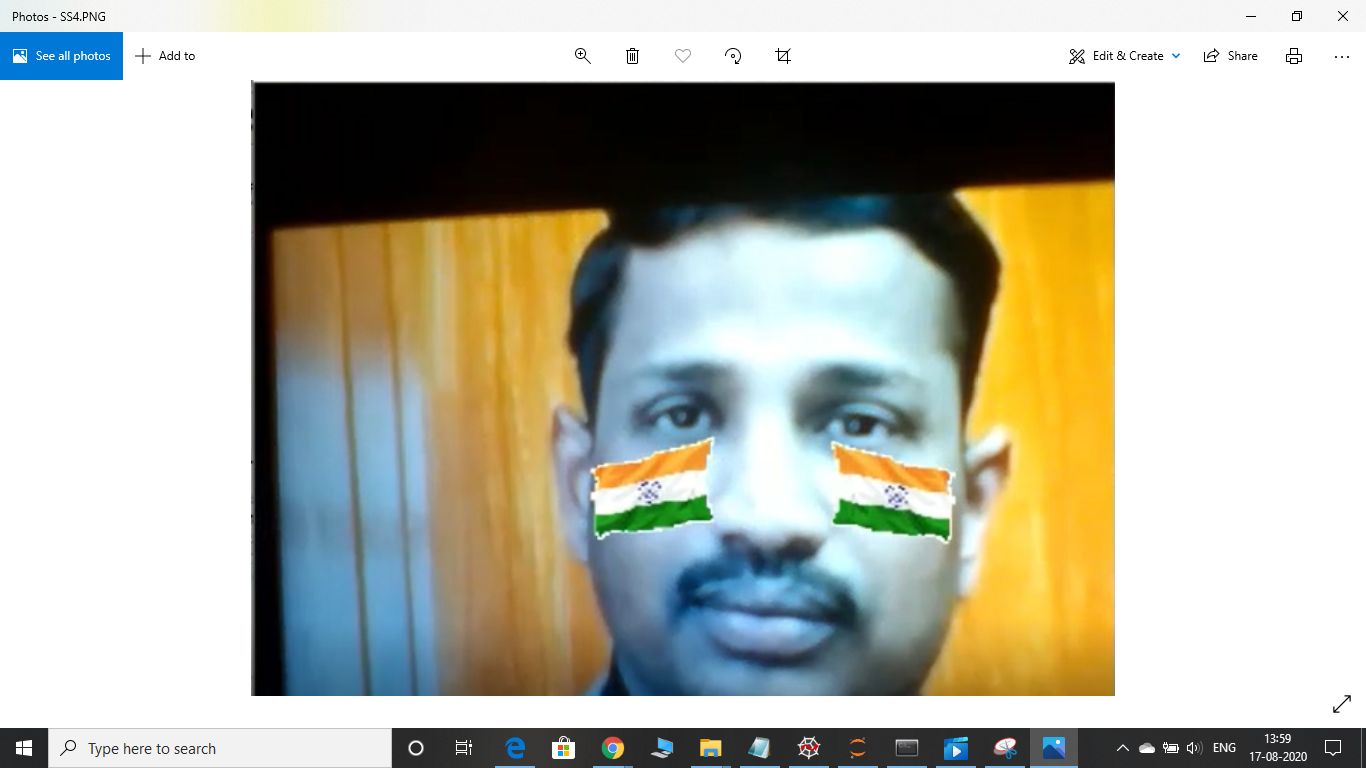 Photos - SS4.PNG
See all photos
Add to
Edit & Create
Share
Type here to search
ENG
13:59
17-08-2020